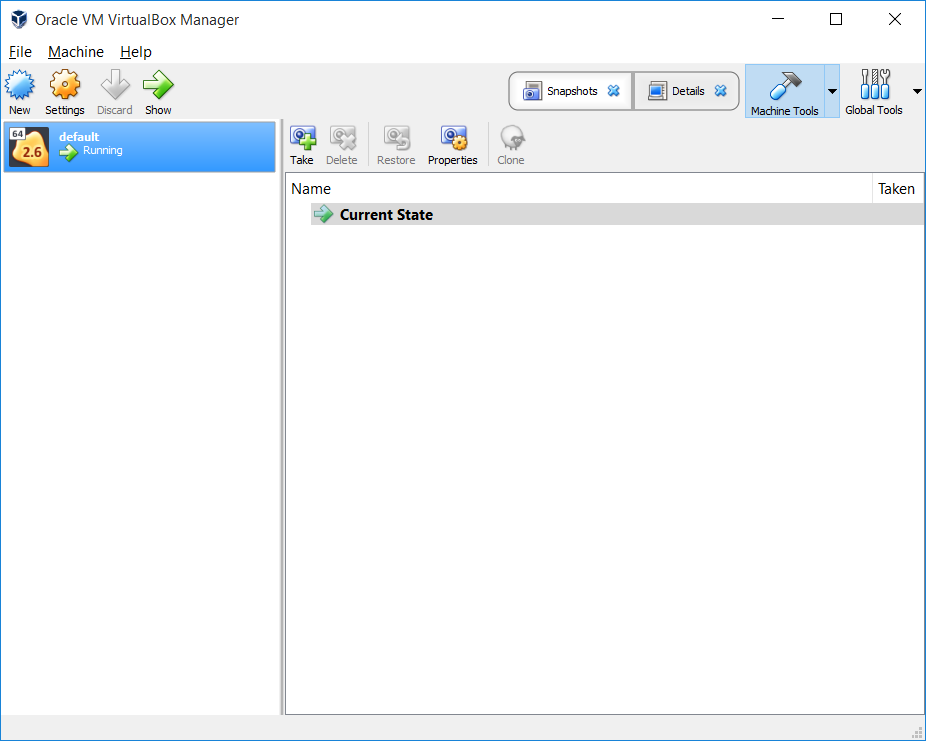 Oracle VM VirtualBox Manager
File Machine Help
New Settings Discard Show
Snapshots Details Machine Tools Global Tools
64
2.6
default
Running
Take Delete Restore Properties Clone
Name Taken
Current State